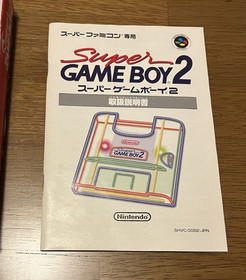 スーパーファミコン専用
Super
GAME BOY 2
スーパーゲームボーイ2
取扱説明書
Super
GAME BOY 2
Nintendo
SHVC-SGB2-JPN